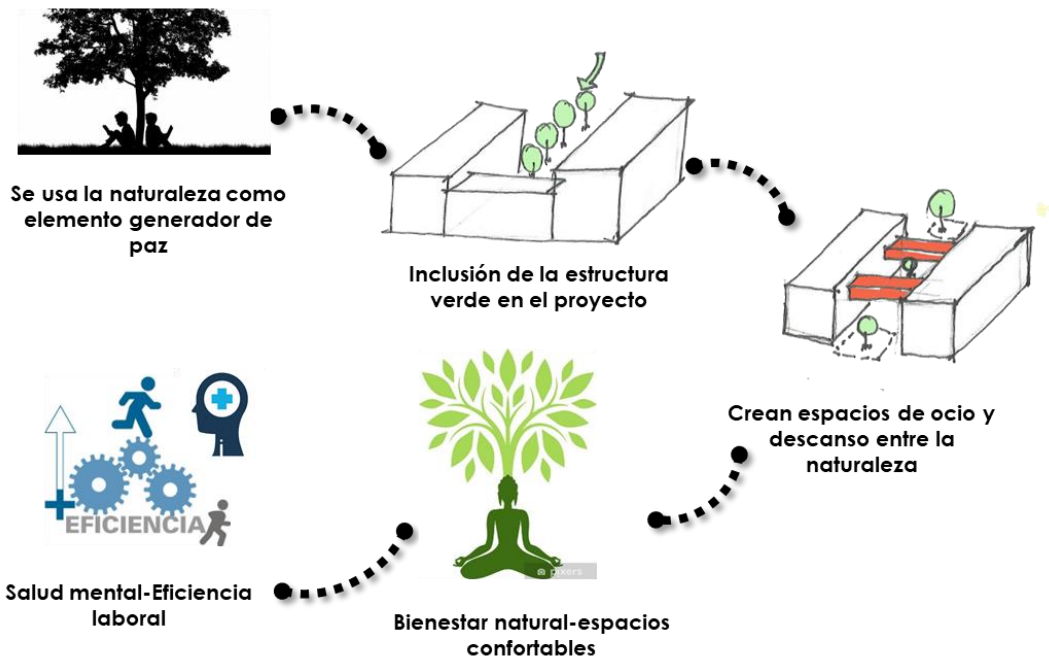 Se usa la naturaleza como
elemento generador de
paz
Inclusión de la estructura
verde en el proyecto
Crean espacios de ocio y
descanso entre la
naturaleza
EFICIENCIA
Salud mental-Eficiencia
laboral
pixers
Bienestar natural-espacios
confortables